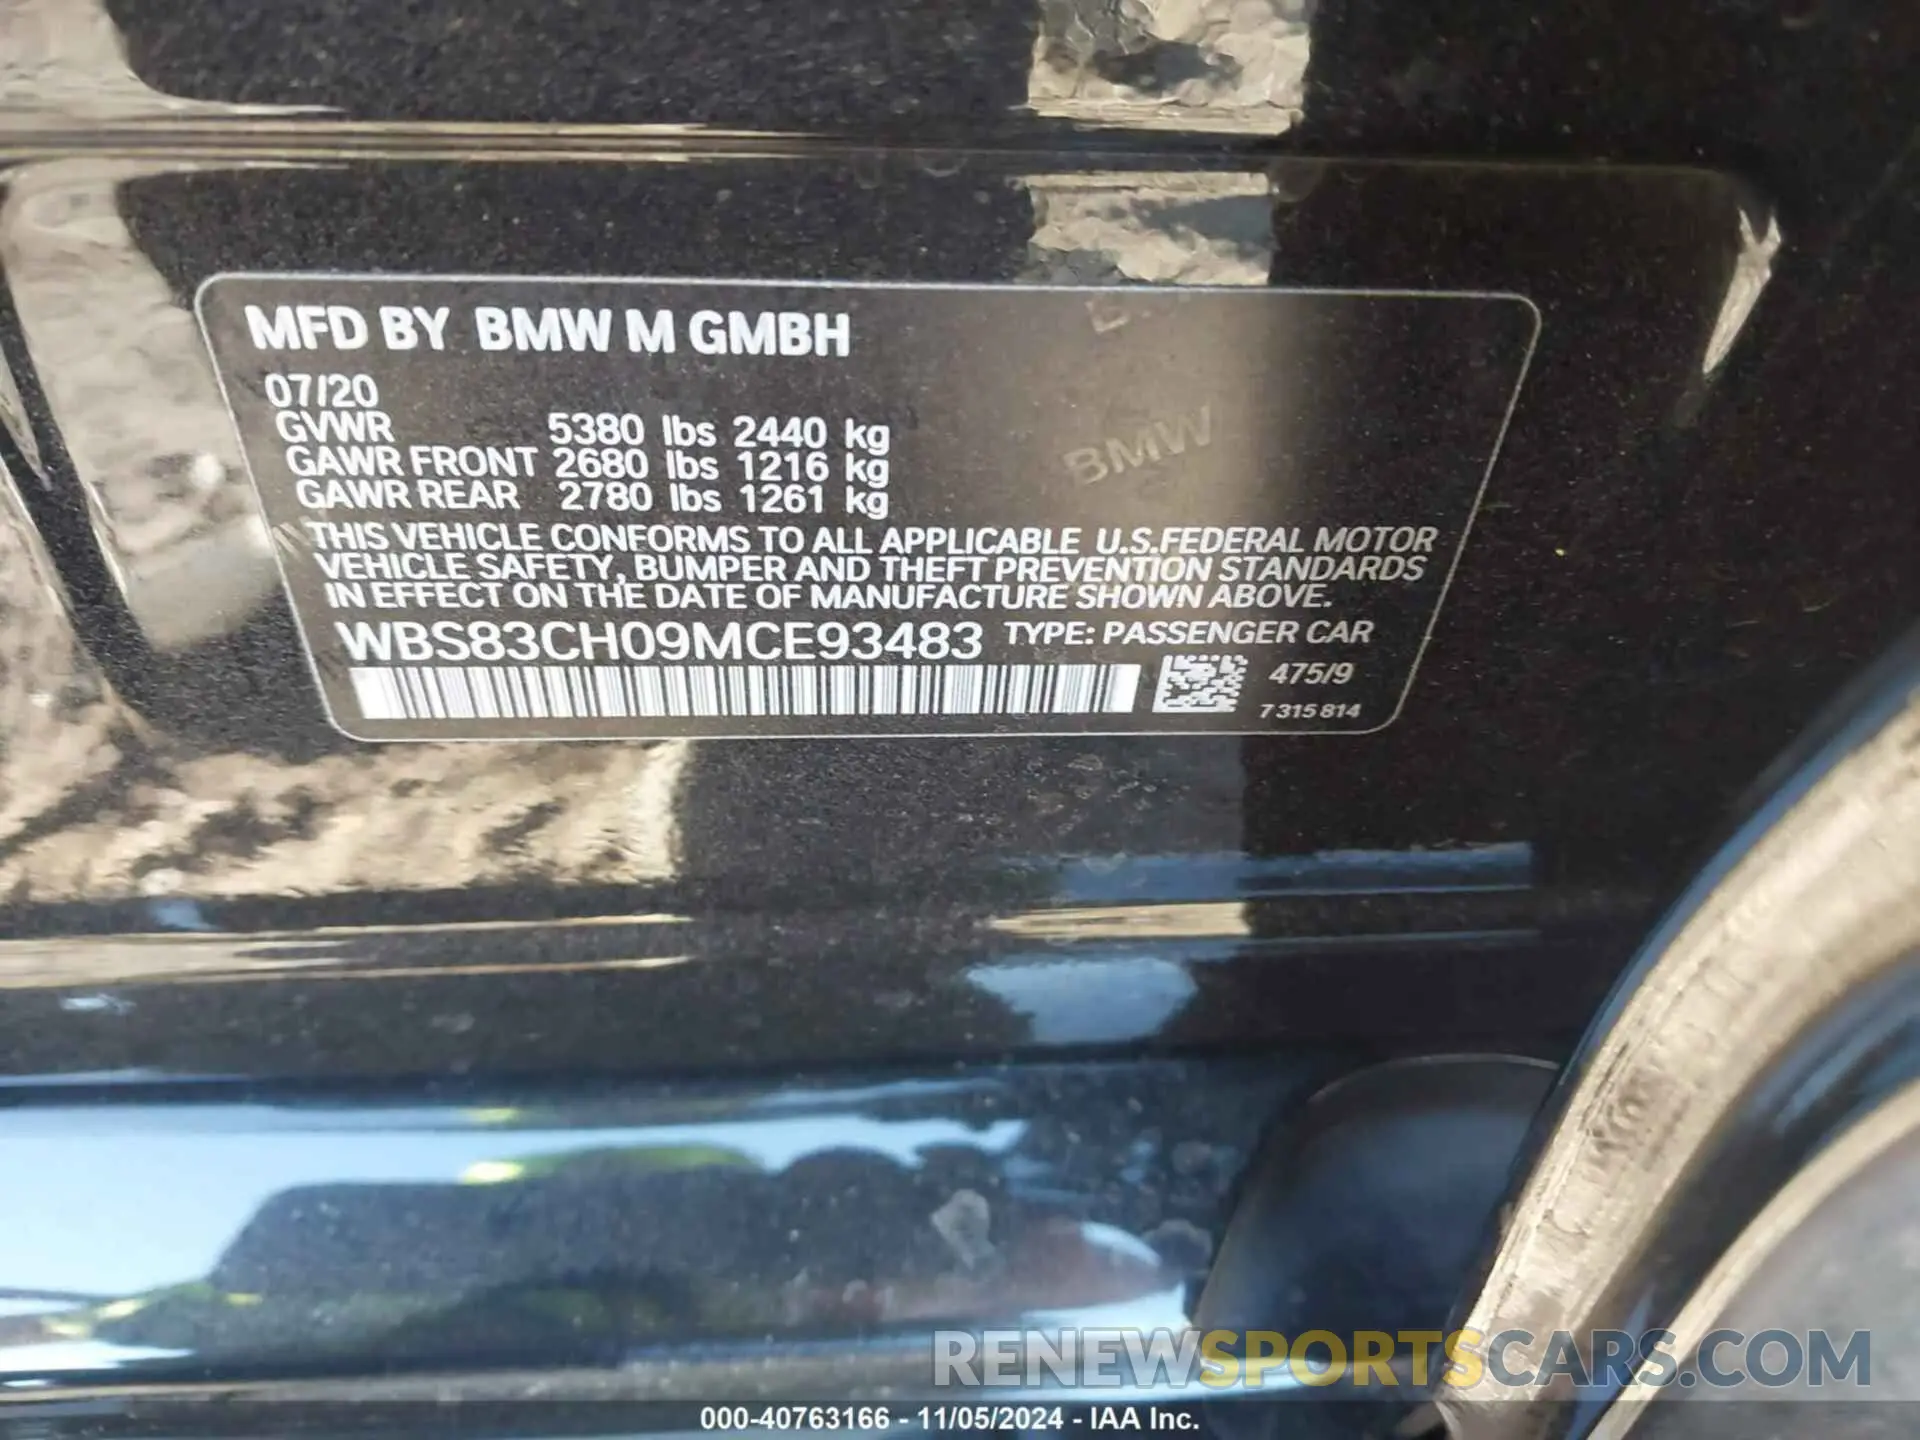 MFD BY BMW M GMBH
07/20
GVWR 5380 lbs 2440 kg
GAWR FRONT 2680 lbs 1216 kg
GAWR REAR 2780 lbs 1261 kg
THIS VEHICLE CONFORMS TO ALL APPLICABLE U.S.FEDERAL MOTOR
VEHICLE SAFETY, BUMPER AND THEFT PREVENTION STANDARDS
IN EFFECT ON THE DATE OF MANUFACTURE SHOWN ABOVE.
WBS83CH09MCE93483 TYPE: PASSENGER CAR
475/9
7315814
BMW
RENEWSPORTSCARS.COM
000-40763166 - 11/05/2024 - IAA Inc.